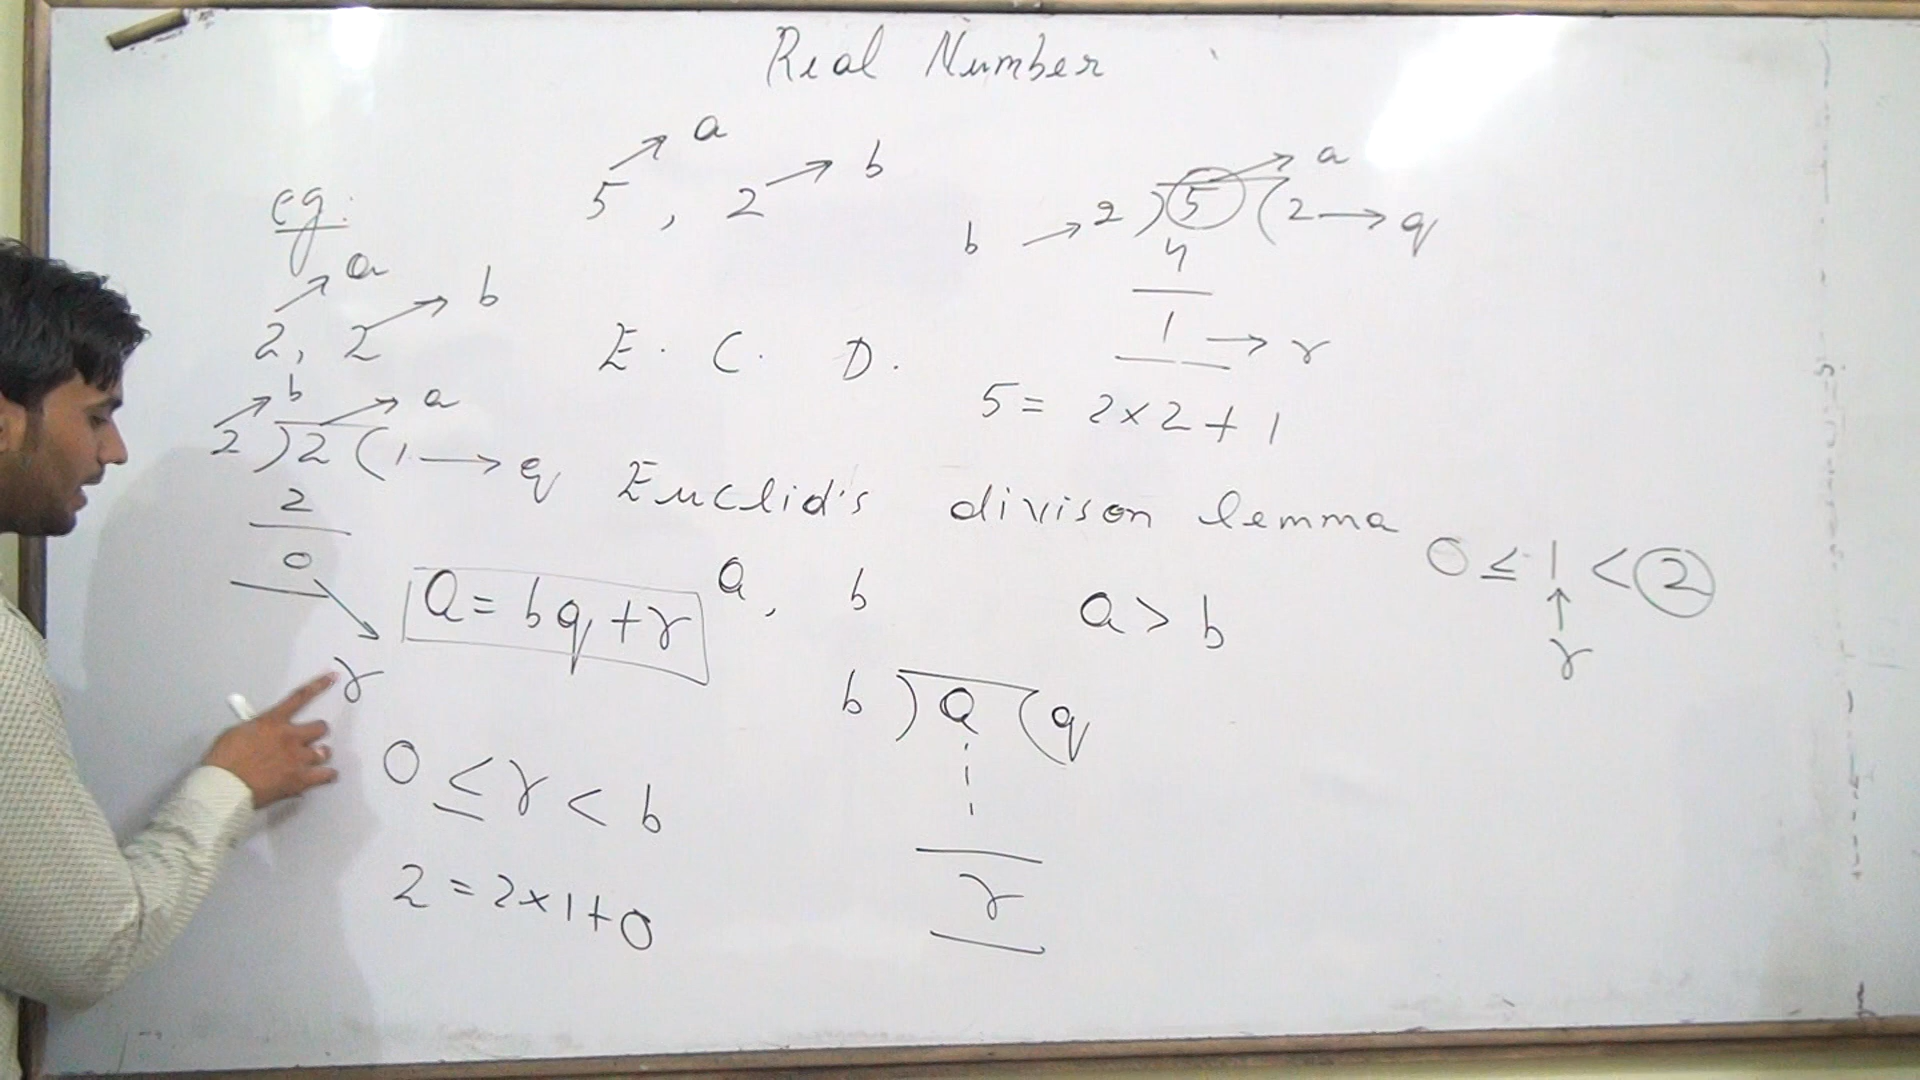 Real Number
a
5 , 2 b
eg:
a
2, 2 b
b a
2 ) 2 ( 1 → q
2
0
r
E. C. D.
a
b → 2 ) 5 ( 2 → q
4
1 → r
5 = 2 x 2 + 1
Euclid's divison lemma
a = bq + r
a, b a > b
0 ≤ 1 < 2
r
b ) a ( q
r
0 ≤ r < b
2 = 2 x 1 + 0